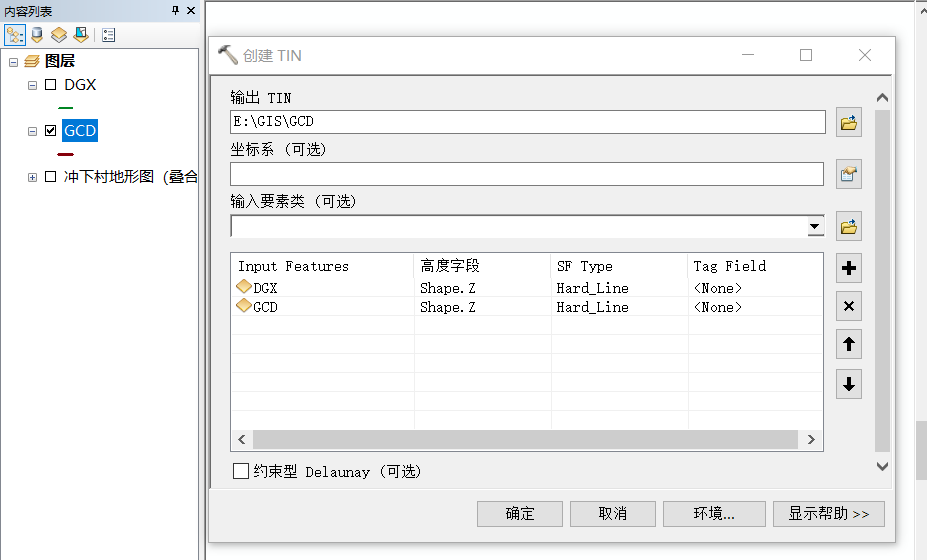 内容列表
图层
DGX
GCD
冲下村地形图（叠合
创建 TIN
输出 TIN
E:\GIS\GCD
坐标系 (可选)
输入要素类 (可选)
Input Features 高度字段 SF Type Tag Field
DGX Shape.Z Hard_Line <None>
GCD Shape.Z Hard_Line <None>
约束型 Delaunay (可选)
确定 取消 环境... 显示帮助 >>